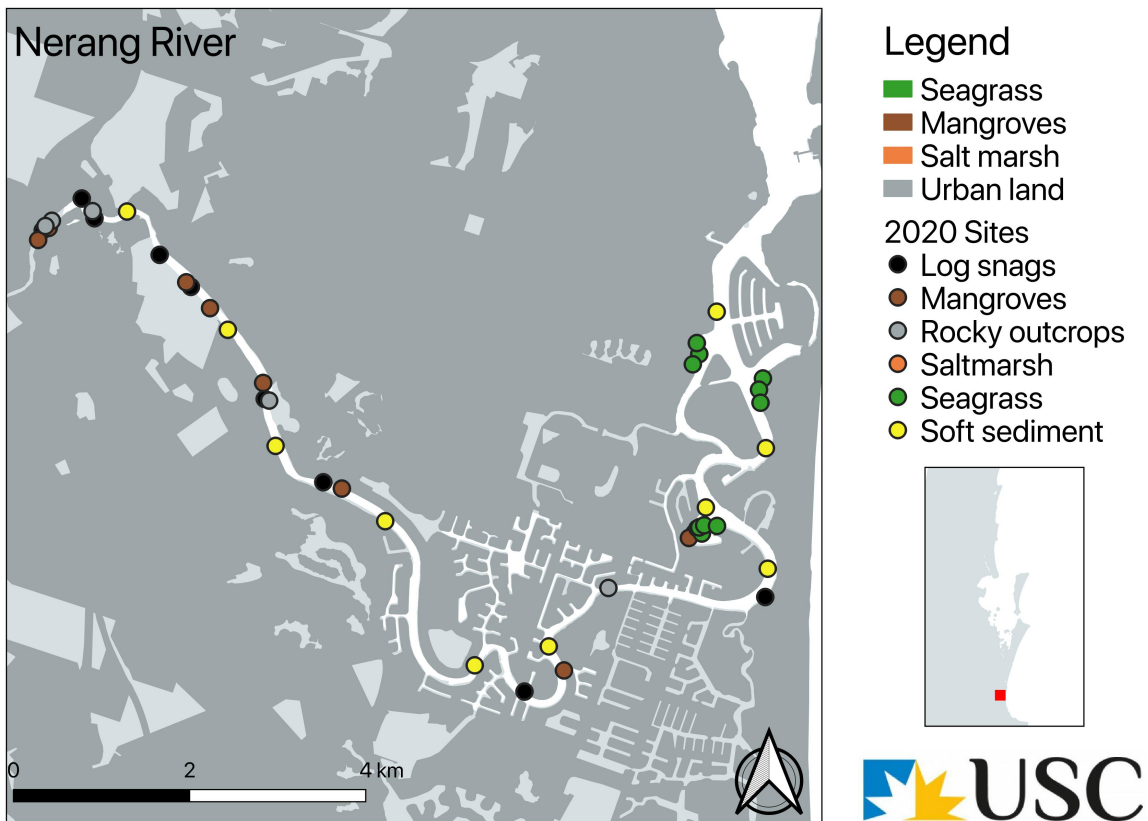 Nerang River
0
2
4 km
Legend
Seagrass
Mangroves
Salt marsh
Urban land
2020 Sites
Log snags
Mangroves
Rocky outcrops
Saltmarsh
Seagrass
Soft sediment
USC